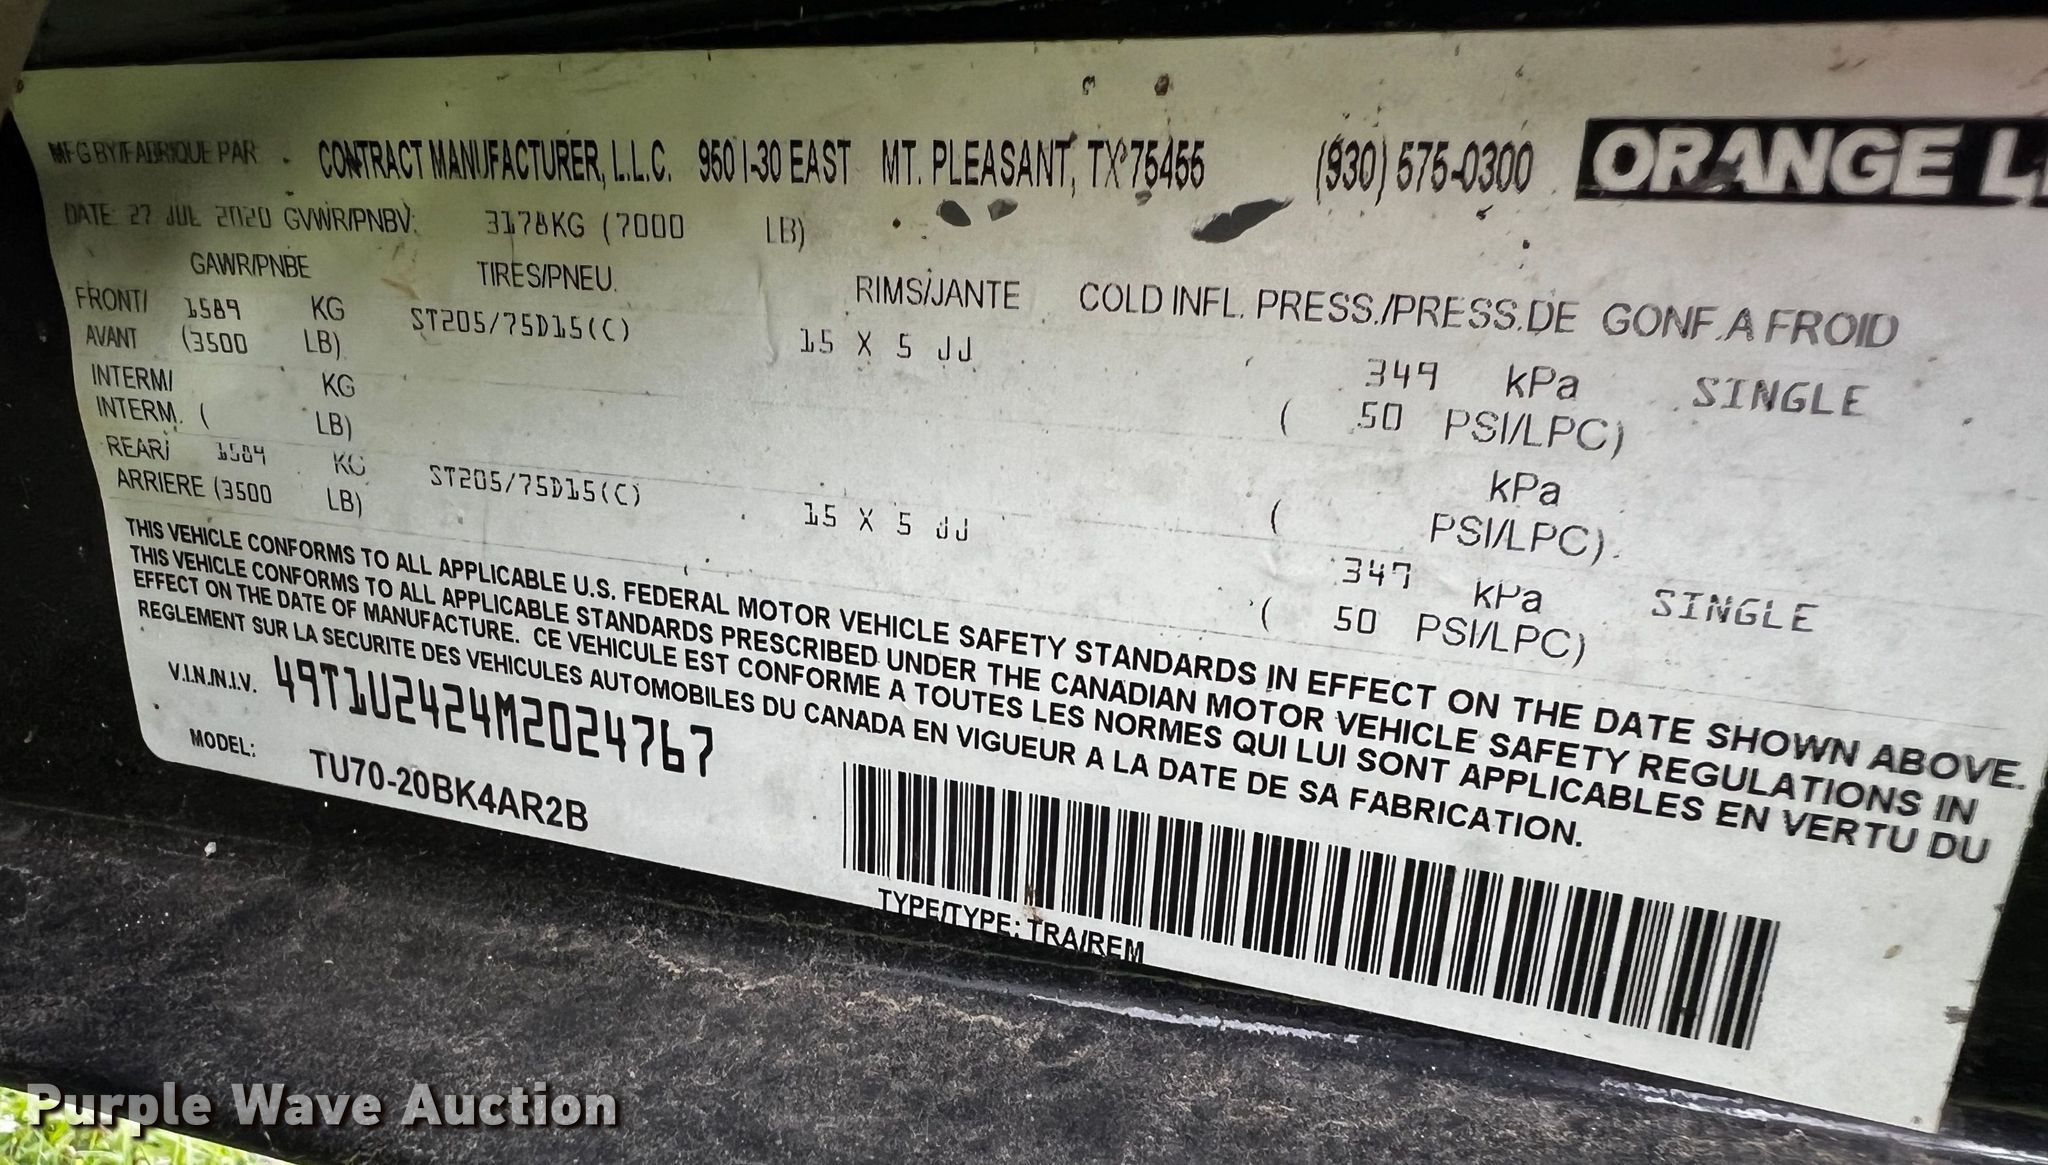 MFG BY/FABRIQUE PAR CONTRACT MANUFACTURER, L.L.C. 950 I-30 EAST MT. PLEASANT, TX 75455 (930) 575-0300 ORANGE
DATE: 27 JUL 2020 GVWR/PNBV: 3178KG (7000 LB)
GAWR/PNBE TIRES/PNEU. RIMS/JANTE COLD INFL. PRESS./PRESS.DE GONF.A FROID
FRONT/ 1589 KG ST205/75D15(C) 15 X 5 JJ 349 kPa SINGLE
AVANT (3500 LB) ( 50 PSI/LPC)
INTERM/ KG kPa
INTERM. ( LB) ( PSI/LPC)
REAR/ KG ST205/75D15(C) 15 X 5 JJ kPa SINGLE
ARRIERE (3500 LB) ( 50 PSI/LPC)
THIS VEHICLE CONFORMS TO ALL APPLICABLE U.S. FEDERAL MOTOR VEHICLE SAFETY STANDARDS IN EFFECT ON THE DATE SHOWN ABOVE.
THIS VEHICLE CONFORMS TO ALL APPLICABLE STANDARDS PRESCRIBED UNDER THE CANADIAN MOTOR VEHICLE SAFETY REGULATIONS IN
EFFECT ON THE DATE OF MANUFACTURE. CE VEHICULE EST CONFORME A TOUTES LES NORMES QUI LUI SONT APPLICABLES EN VERTU DU
REGLEMENT SUR LA SECURITE DES VEHICULES AUTOMOBILES DU CANADA EN VIGUEUR A LA DATE DE SA FABRICATION.
V.I.N./N.I.V. 49T1U2424M2024767
MODEL: TU70-20BK4AR2B
TYPE/TYPE: TRA/REM
Purple Wave Auction